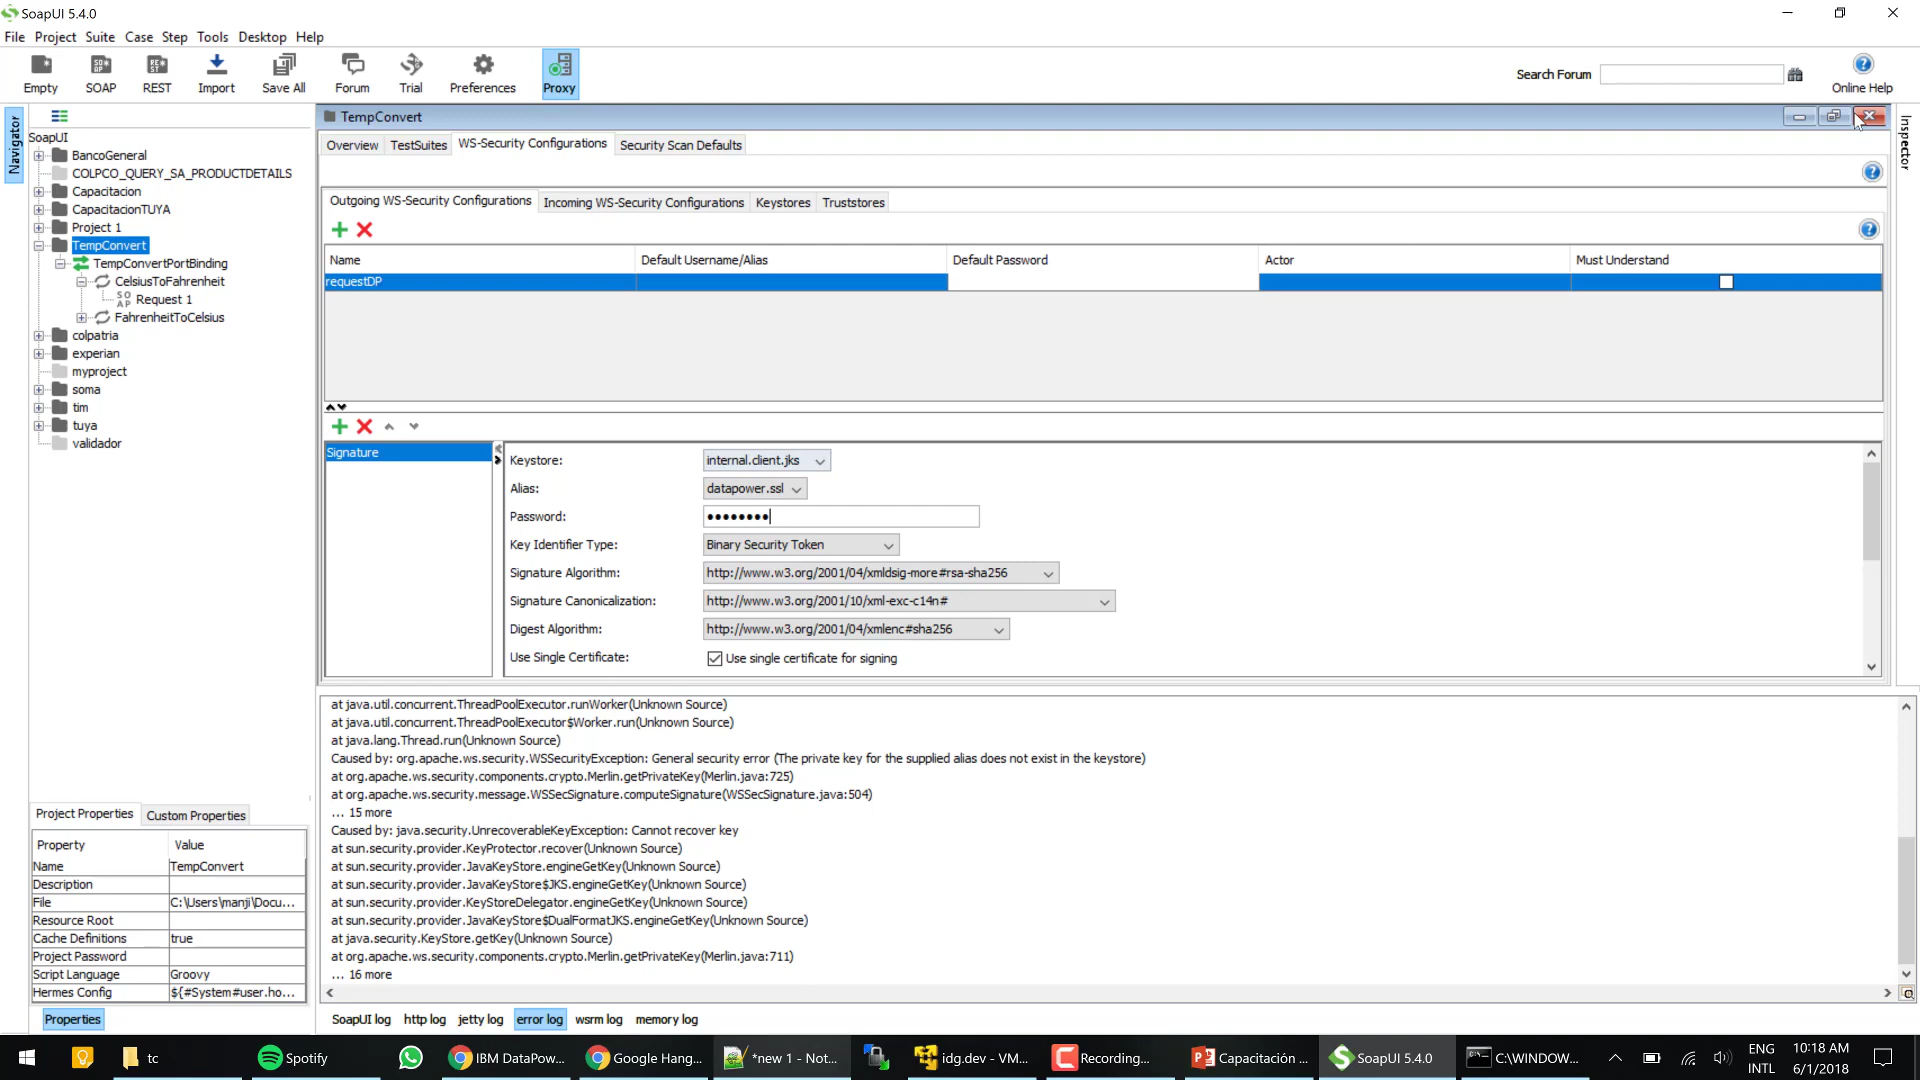 SoapUI 5.4.0
File Project Suite Case Step Tools Desktop Help
Empty SOAP REST Import Save All Forum Trial Preferences Proxy
Search Forum
Online Help
Navigator
Inspector
SoapUI
BancoGeneral
COLPCO_QUERY_SA_PRODUCTDETAILS
Capacitacion
CapacitacionTUYA
Project 1
TempConvert
TempConvertPortBinding
CelsiusToFahrenheit
Request 1
FahrenheitToCelsius
colpatria
experian
myproject
soma
tim
tuya
validador
TempConvert
Overview TestSuites WS-Security Configurations Security Scan Defaults
Outgoing WS-Security Configurations Incoming WS-Security Configurations Keystores Truststores
Name Default Username/Alias Default Password Actor Must Understand
requestDP
Signature
Keystore: internal.client.jks
Alias: datapower.ssl
Password: ••••••••
Key Identifier Type: Binary Security Token
Signature Algorithm: http://www.w3.org/2001/04/xmldsig-more#rsa-sha256
Signature Canonicalization: http://www.w3.org/2001/10/xml-exc-c14n#
Digest Algorithm: http://www.w3.org/2001/04/xmlenc#sha256
Use Single Certificate: Use single certificate for signing
at java.util.concurrent.ThreadPoolExecutor.runWorker(Unknown Source)
at java.util.concurrent.ThreadPoolExecutor$Worker.run(Unknown Source)
at java.lang.Thread.run(Unknown Source)
Caused by: org.apache.ws.security.WSSecurityException: General security error (The private key for the supplied alias does not exist in the keystore)
at org.apache.ws.security.components.crypto.Merlin.getPrivateKey(Merlin.java:725)
at org.apache.ws.security.message.WSSecSignature.computeSignature(WSSecSignature.java:504)
... 15 more
Caused by: java.security.UnrecoverableKeyException: Cannot recover key
at sun.security.provider.KeyProtector.recover(Unknown Source)
at sun.security.provider.JavaKeyStore.engineGetKey(Unknown Source)
at sun.security.provider.JavaKeyStore$JKS.engineGetKey(Unknown Source)
at sun.security.provider.KeyStoreDelegator.engineGetKey(Unknown Source)
at sun.security.provider.JavaKeyStore$DualFormatJKS.engineGetKey(Unknown Source)
at java.security.KeyStore.getKey(Unknown Source)
at org.apache.ws.security.components.crypto.Merlin.getPrivateKey(Merlin.java:711)
... 16 more
Project Properties Custom Properties
Property Value
Name TempConvert
Description
File C:\Users\manji\Docu...
Resource Root
Cache Definitions true
Project Password
Script Language Groovy
Hermes Config ${#System#user.ho...
Properties
SoapUI log http log jetty log error log wsrm log memory log
tc Spotify IBM DataPow... Google Hang... *new 1 - Not... idg.dev - VM... Recording... Capacitación ... SoapUI 5.4.0 C:\WINDOW... ENG 10:18 AM
INTL 6/1/2018